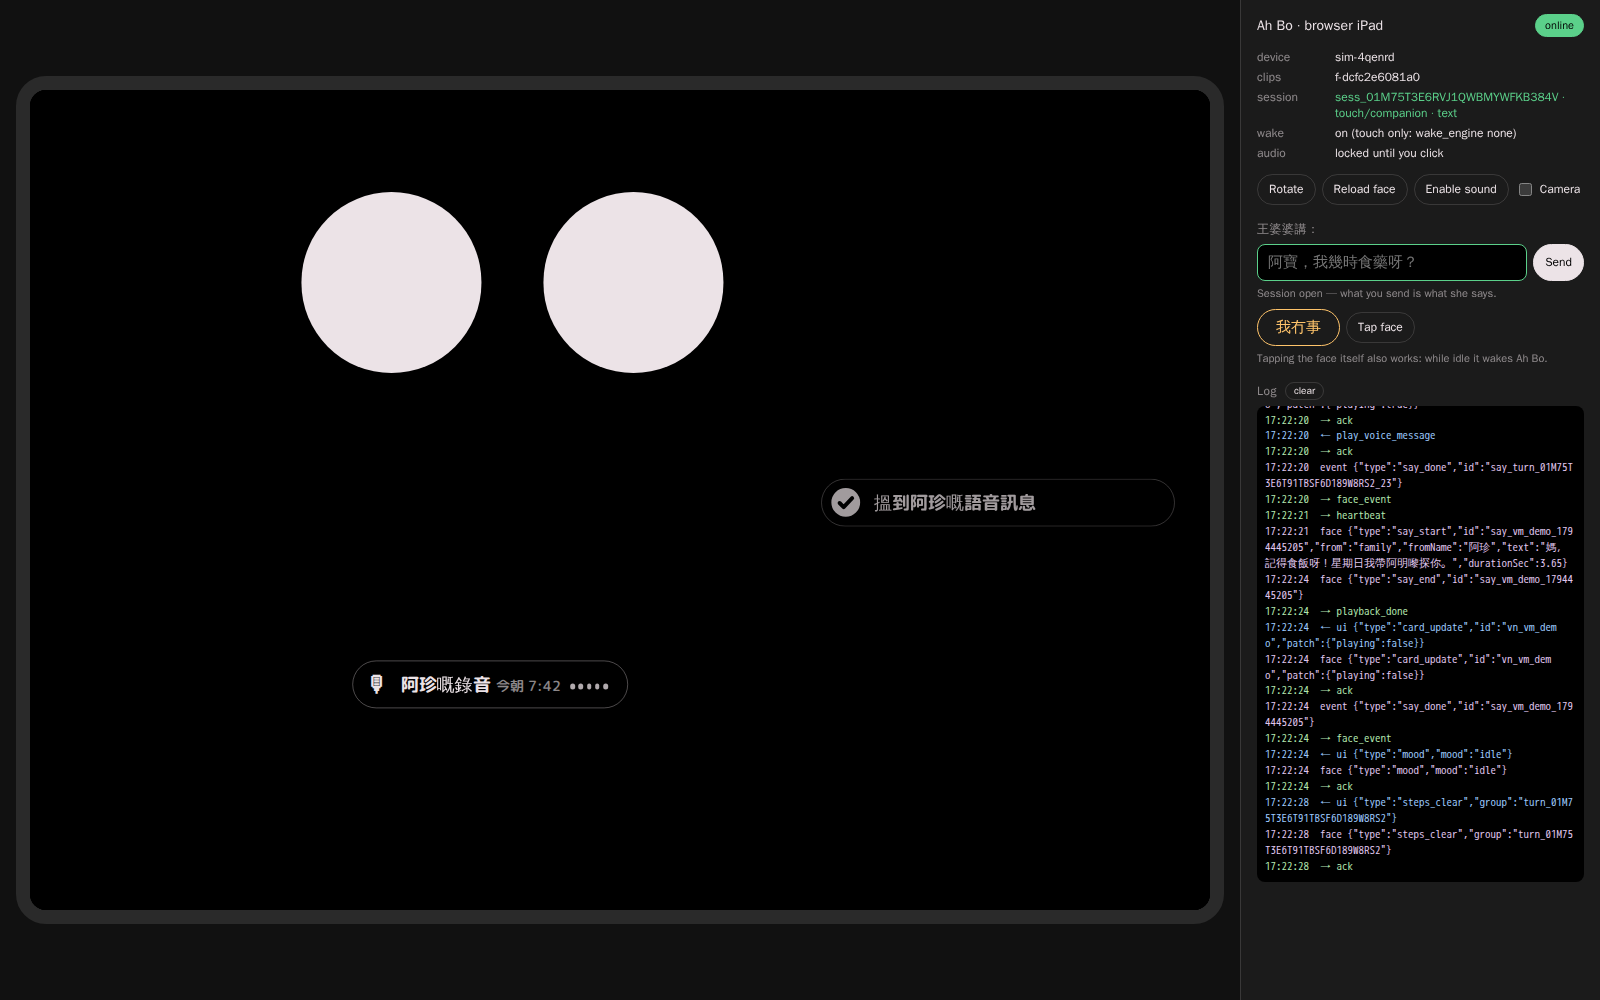 搵到阿珍嘅語音訊息
阿珍嘅錄音 今朝 7:42
Ah Bo · browser iPad
online
device sim-4qenrd
clips f-dcfc2e6081a0
session sess_01M75T3E6RVJ1QWBMYWFKB384V ·
touch/companion · text
wake on (touch only: wake_engine none)
audio locked until you click
Rotate Reload face Enable sound Camera
王婆婆講：
阿寶，我幾時食藥呀？ Send
Session open — what you send is what she says.
我冇事 Tap face
Tapping the face itself also works: while idle it wakes Ah Bo.
Log clear
17:22:20 → ack
17:22:20 ← play_voice_message
17:22:20 → ack
17:22:20 event {"type":"say_done","id":"say_turn_01M75T
3E6T91TBSF6D189W8RS2_23"}
17:22:20 → face_event
17:22:21 → heartbeat
17:22:21 face {"type":"say_start","id":"say_vm_demo_179
4445205","from":"family","fromName":"阿珍","text":"媽，
記得食飯呀！星期日我帶阿明嚟探你。","durationSec":3.65}
17:22:24 face {"type":"say_end","id":"say_vm_demo_17944
45205"}
17:22:24 → playback_done
17:22:24 ← ui {"type":"card_update","id":"vn_vm_dem
o","patch":{"playing":false}}
17:22:24 face {"type":"card_update","id":"vn_vm_dem
o","patch":{"playing":false}}
17:22:24 → ack
17:22:24 event {"type":"say_done","id":"say_vm_demo_179
4445205"}
17:22:24 → face_event
17:22:24 ← ui {"type":"mood","mood":"idle"}
17:22:24 face {"type":"mood","mood":"idle"}
17:22:24 → ack
17:22:28 ← ui {"type":"steps_clear","group":"turn_01M7
5T3E6T91TBSF6D189W8RS2"}
17:22:28 face {"type":"steps_clear","group":"turn_01M75
T3E6T91TBSF6D189W8RS2"}
17:22:28 → ack